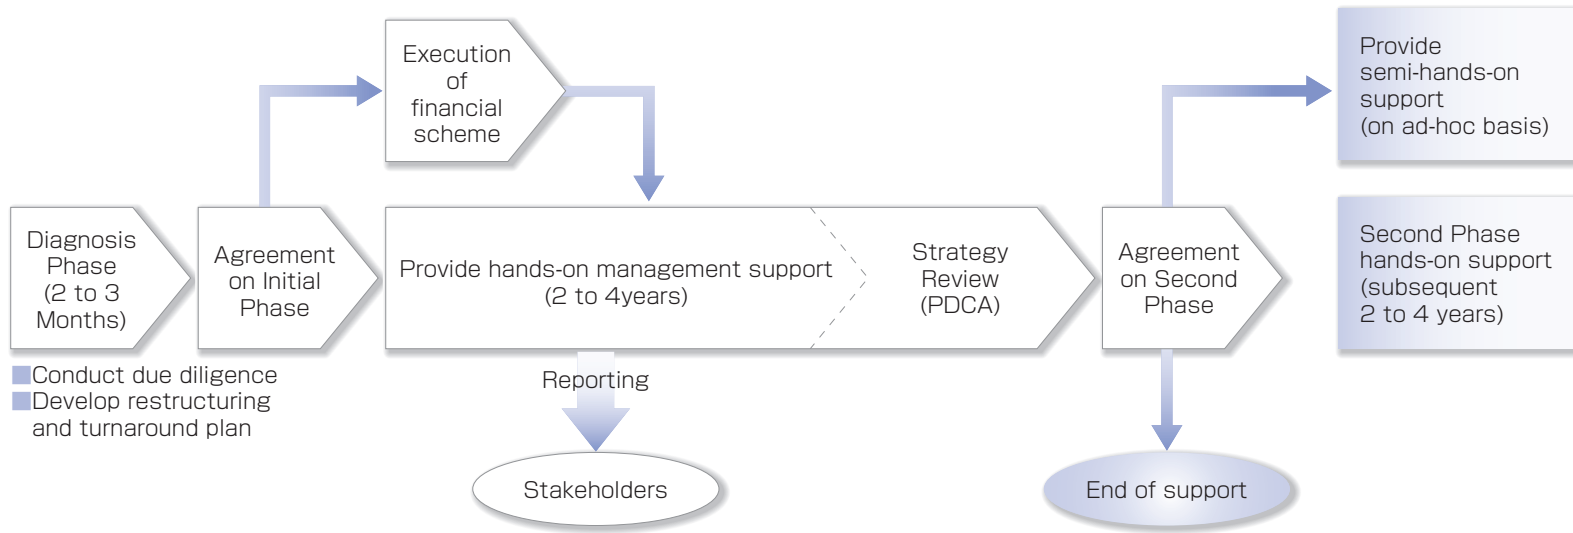 Diagnosis
Phase
(2 to 3
Months)
Conduct due diligence
Develop restructuring
and turnaround plan
Agreement
on Initial
Phase
Execution
of
financial
scheme
Provide hands-on management support
(2 to 4years)
Reporting
Stakeholders
Strategy
Review
(PDCA)
Agreement
on Second
Phase
End of support
Provide
semi-hands-on
support
(on ad-hoc basis)
Second Phase
hands-on support
(subsequent
2 to 4 years)